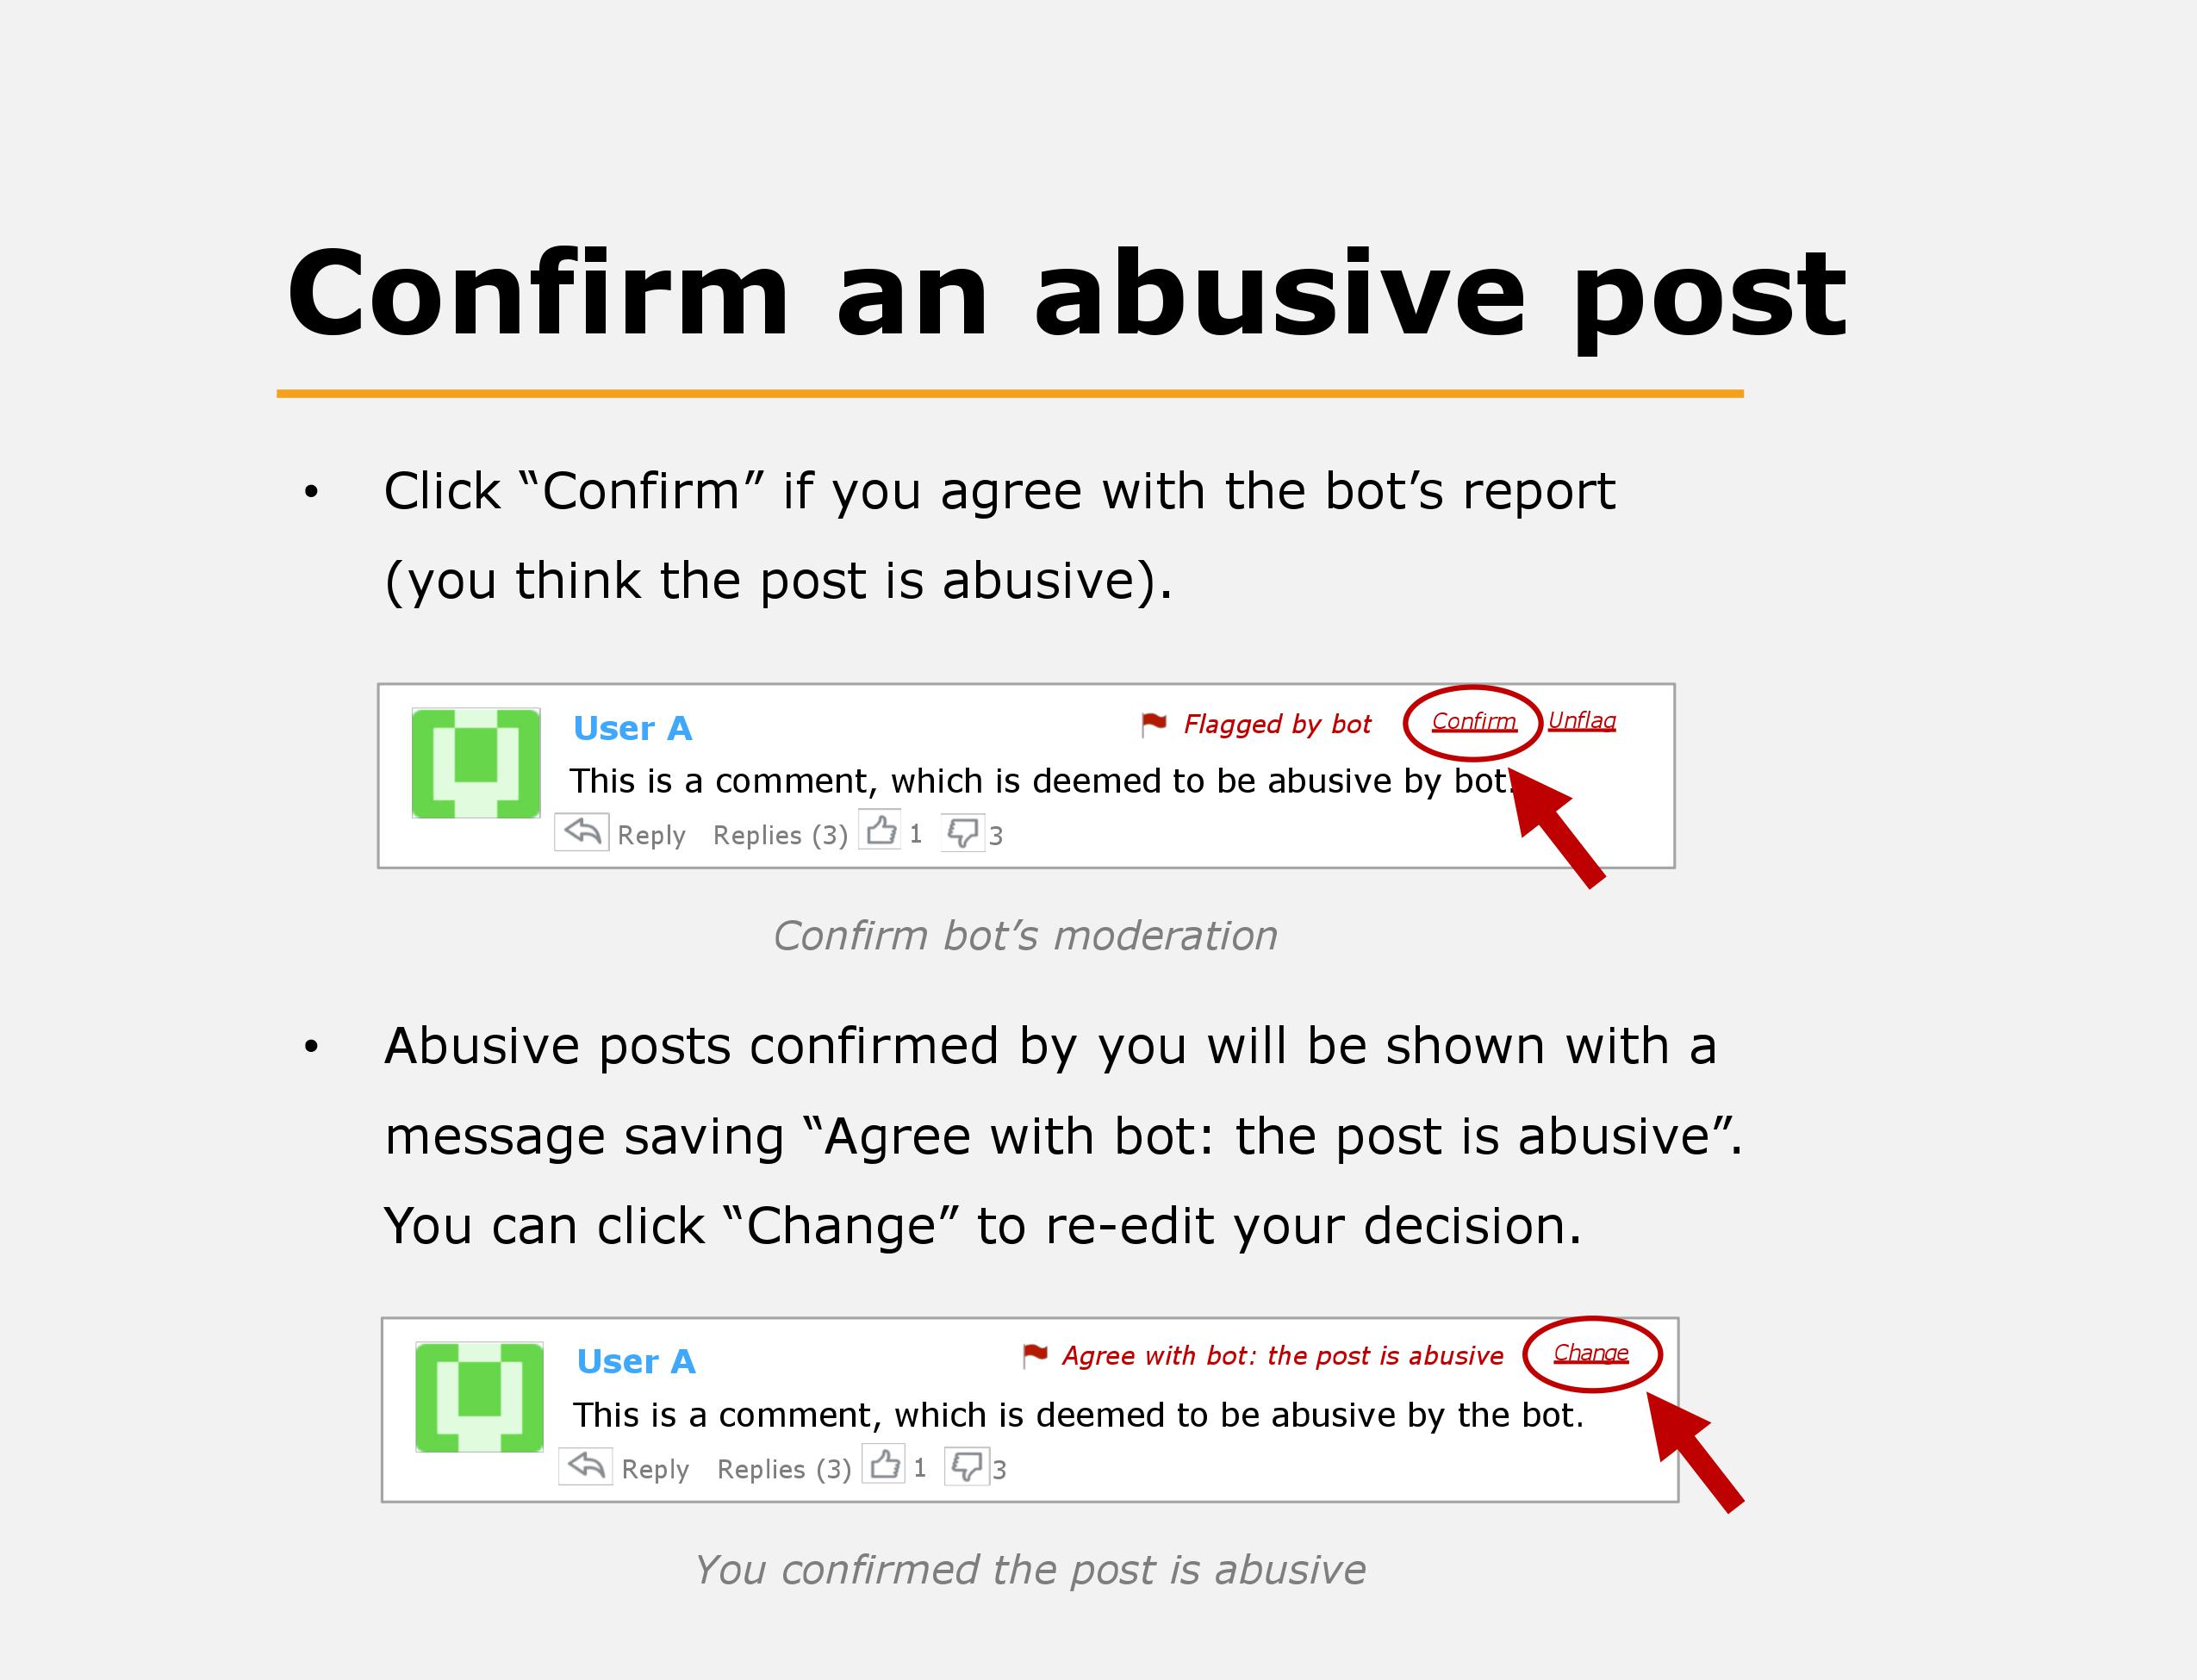 Confirm an abusive post
• Click “Confirm” if you agree with the bot’s report
(you think the post is abusive).
User A
Flagged by bot Confirm Unflag
This is a comment, which is deemed to be abusive by bot.
Reply Replies (3) 1 3
Confirm bot’s moderation
• Abusive posts confirmed by you will be shown with a
message saving “Agree with bot: the post is abusive”.
You can click “Change” to re-edit your decision.
User A
Agree with bot: the post is abusive Change
This is a comment, which is deemed to be abusive by the bot.
Reply Replies (3) 1 3
You confirmed the post is abusive